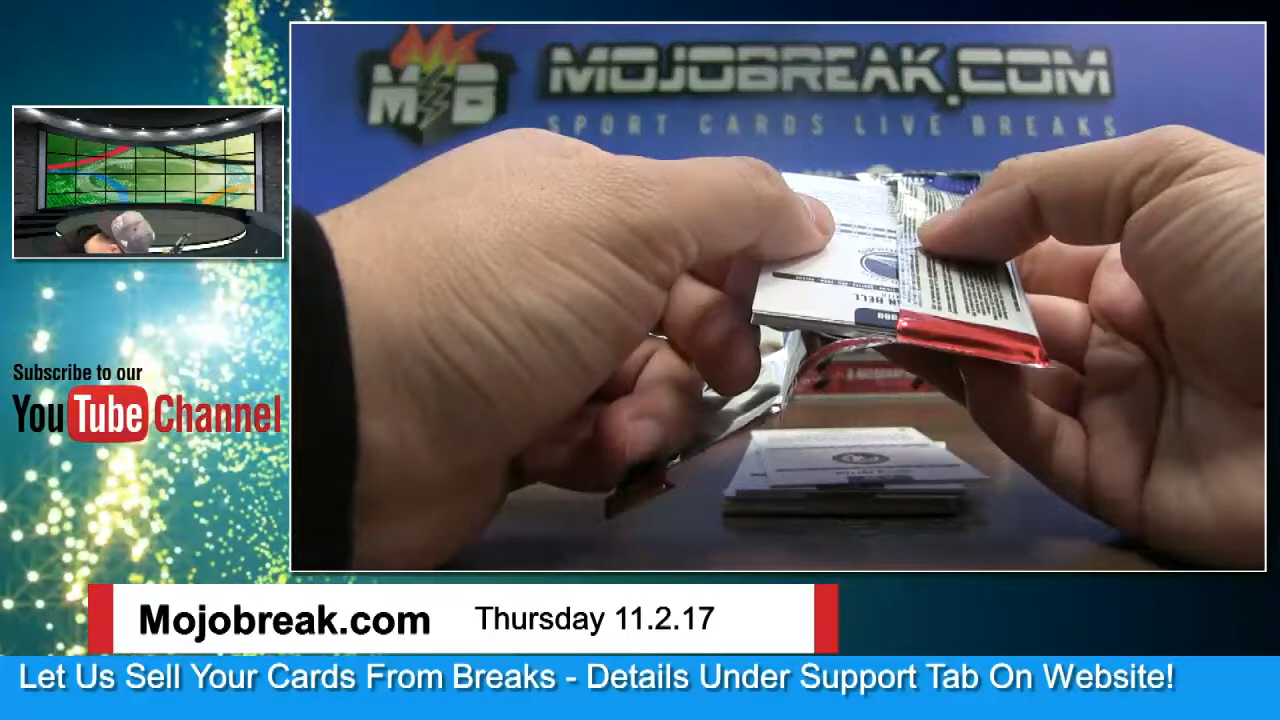 M B
MOJOBREAK.COM
SPORT CARDS LIVE BREAKS
BELL
Subscribe to our
YouTube Channel
Mojobreak.com Thursday 11.2.17
Let Us Sell Your Cards From Breaks - Details Under Support Tab On Website!